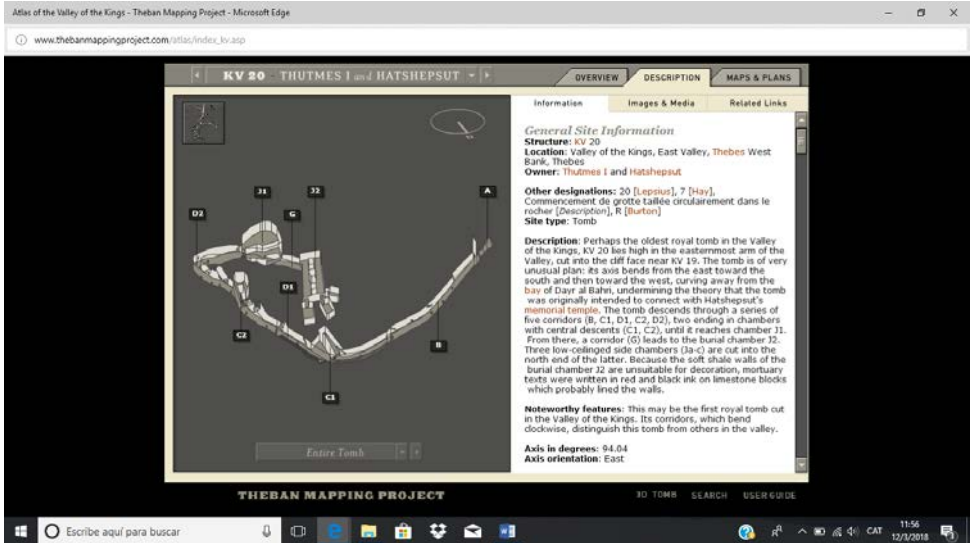 Atlas of the Valley of the Kings - Theban Mapping Project - Microsoft Edge
www.thebanmappingproject.com/atlas/index_kv.asp
KV 20 - THUTMES I and HATSHEPSUT
OVERVIEW
DESCRIPTION
MAPS & PLANS
Information
Images & Media
Related Links
J1
J2
A
D2
G
D1
C2
B
C1
Entire Tomb
General Site Information
Structure: KV 20
Location: Valley of the Kings, East Valley, Thebes West
Bank, Thebes
Owner: Thutmes I and Hatshepsut
Other designations: 20 [Lepsius], 7 [Hay],
Commencement de grotte taillée circulairement dans le
rocher [Description], R [Burton]
Site type: Tomb
Description: Perhaps the oldest royal tomb in the Valley
of the Kings, KV 20 lies high in the easternmost arm of the
Valley, cut into the cliff face near KV 19. The tomb is of very
unusual plan: its axis bends from the east toward the
south and then toward the west, curving away from the
bay of Dayr al Bahri, undermining the theory that the tomb
was originally intended to connect with Hatshepsut's
memorial temple. The tomb descends through a series of
five corridors (B, C1, D1, C2, D2), two ending in chambers
with central descents (C1, C2), until it reaches chamber J1.
From there, a corridor (G) leads to the burial chamber J2.
Three low-ceilinged side chambers (Ja-c) are cut into the
north end of the latter. Because the soft shale walls of the
burial chamber J2 are unsuitable for decoration, mortuary
texts were written in red and black ink on limestone blocks
which probably lined the walls.
Noteworthy features: This may be the first royal tomb cut
in the Valley of the Kings. Its corridors, which bend
clockwise, distinguish this tomb from others in the valley.
Axis in degrees: 94.04
Axis orientation: East
THEBAN MAPPING PROJECT
3D TOMB
SEARCH
USER GUIDE
Escribe aquí para buscar
CAT
11:56
12/3/2018